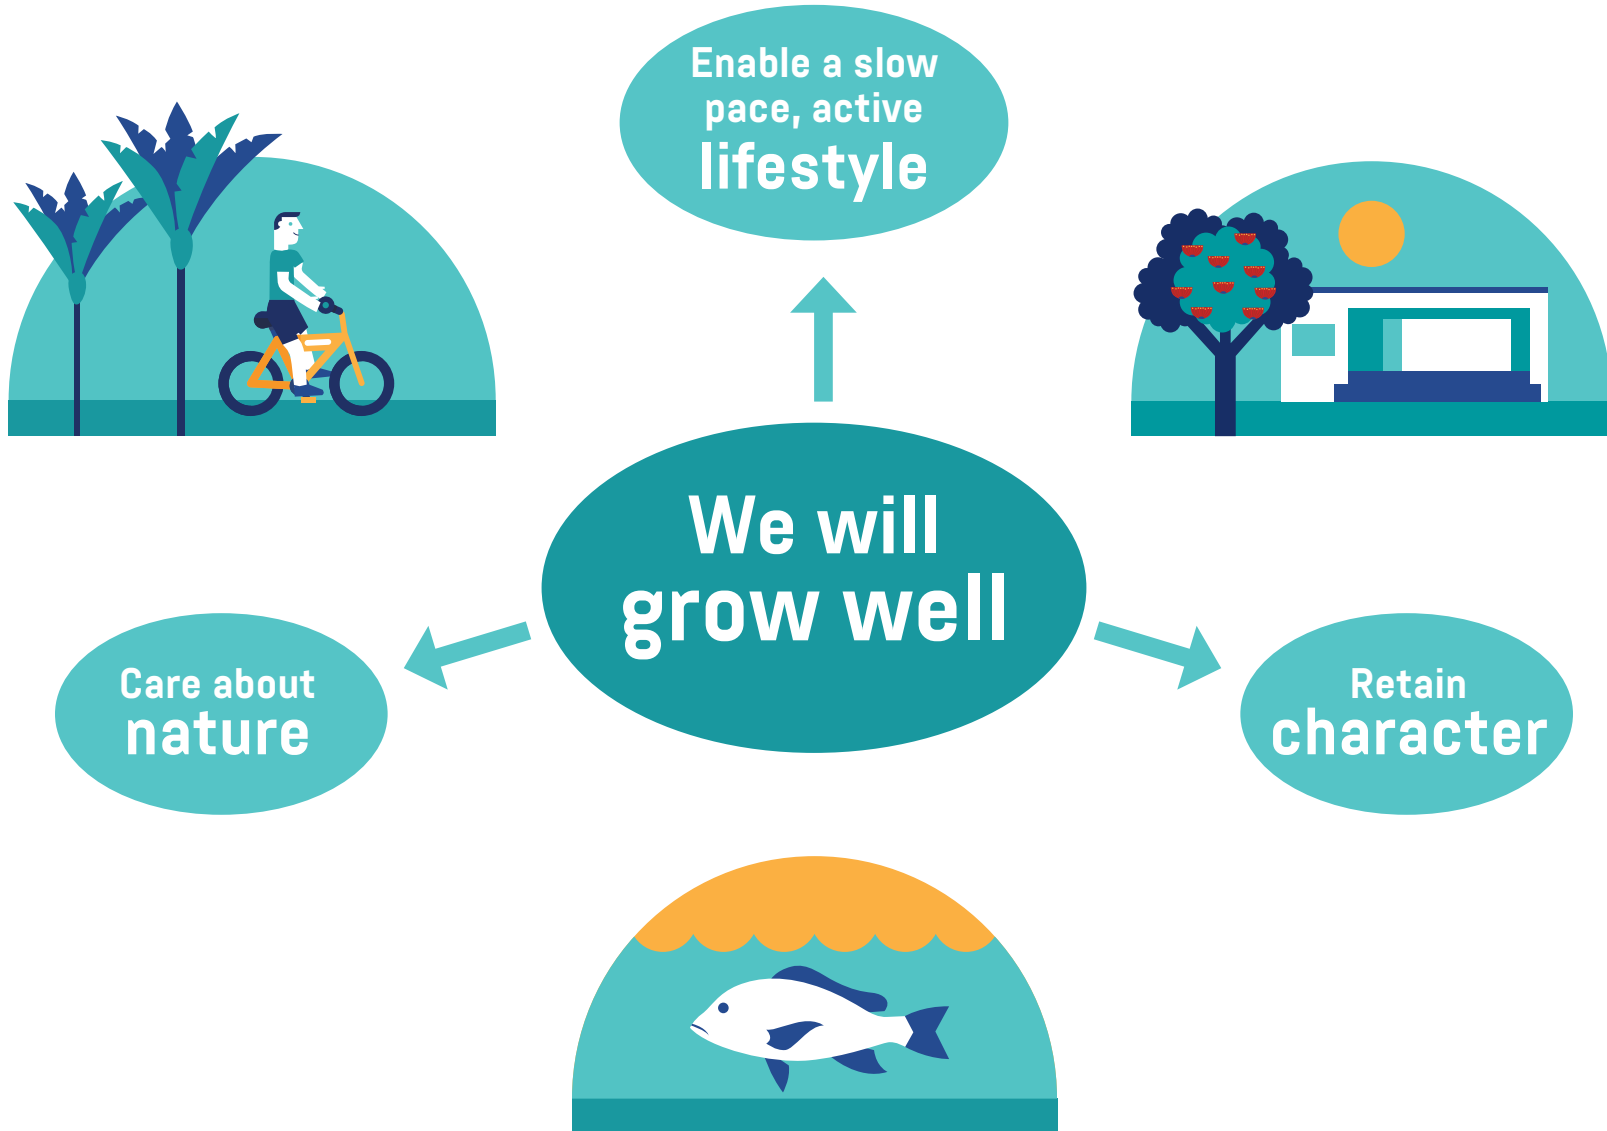 Enable a slow
pace, active
lifestyle
We will
grow well
Care about
nature
Retain
character